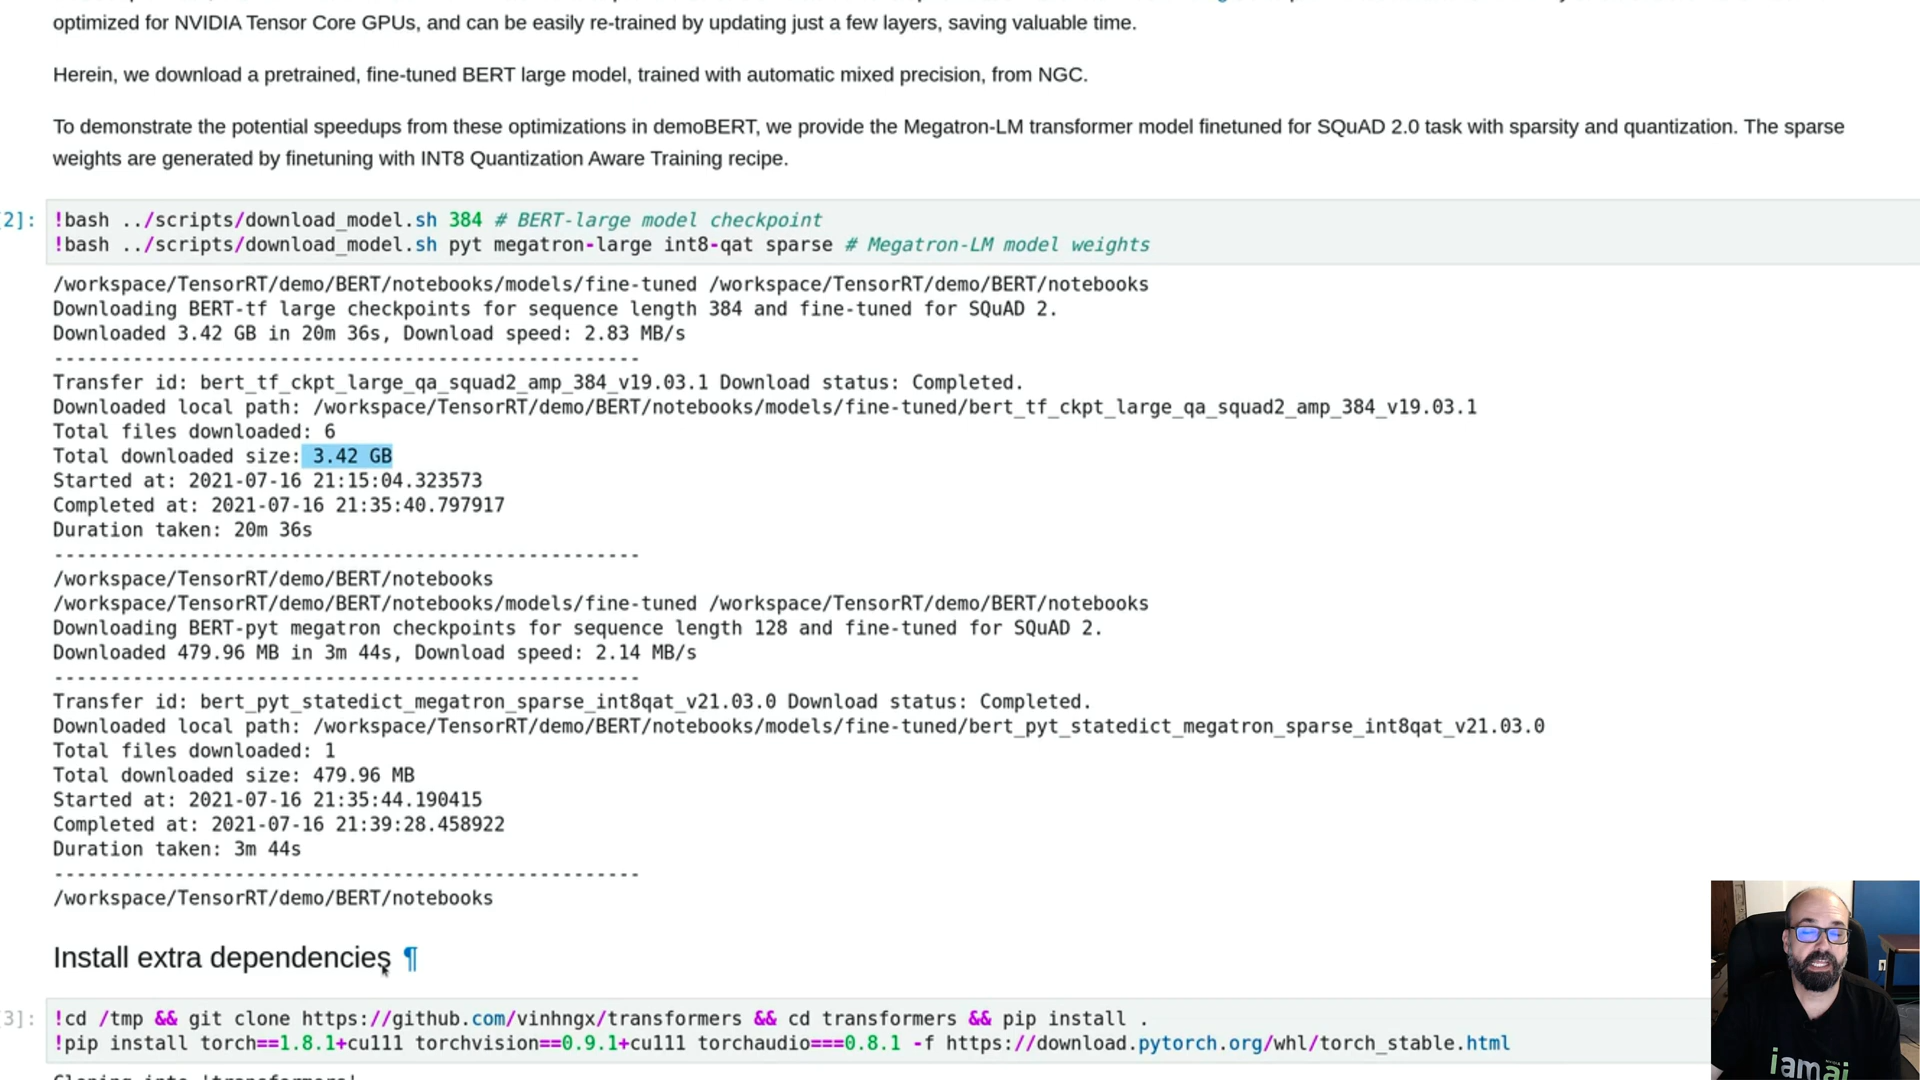 optimized for NVIDIA Tensor Core GPUs, and can be easily re-trained by updating just a few layers, saving valuable time.
Herein, we download a pretrained, fine-tuned BERT large model, trained with automatic mixed precision, from NGC.
To demonstrate the potential speedups from these optimizations in demoBERT, we provide the Megatron-LM transformer model finetuned for SQuAD 2.0 task with sparsity and quantization. The sparse
weights are generated by finetuning with INT8 Quantization Aware Training recipe.
[2]: !bash ../scripts/download_model.sh 384 # BERT-large model checkpoint
!bash ../scripts/download_model.sh pyt megatron-large int8-qat sparse # Megatron-LM model weights
/workspace/TensorRT/demo/BERT/notebooks/models/fine-tuned /workspace/TensorRT/demo/BERT/notebooks
Downloading BERT-tf large checkpoints for sequence length 384 and fine-tuned for SQuAD 2.
Downloaded 3.42 GB in 20m 36s, Download speed: 2.83 MB/s
----------------------------------------------------
Transfer id: bert_tf_ckpt_large_qa_squad2_amp_384_v19.03.1 Download status: Completed.
Downloaded local path: /workspace/TensorRT/demo/BERT/notebooks/models/fine-tuned/bert_tf_ckpt_large_qa_squad2_amp_384_v19.03.1
Total files downloaded: 6
Total downloaded size: 3.42 GB
Started at: 2021-07-16 21:15:04.323573
Completed at: 2021-07-16 21:35:40.797917
Duration taken: 20m 36s
----------------------------------------------------
/workspace/TensorRT/demo/BERT/notebooks
/workspace/TensorRT/demo/BERT/notebooks/models/fine-tuned /workspace/TensorRT/demo/BERT/notebooks
Downloading BERT-pyt megatron checkpoints for sequence length 128 and fine-tuned for SQuAD 2.
Downloaded 479.96 MB in 3m 44s, Download speed: 2.14 MB/s
----------------------------------------------------
Transfer id: bert_pyt_statedict_megatron_sparse_int8qat_v21.03.0 Download status: Completed.
Downloaded local path: /workspace/TensorRT/demo/BERT/notebooks/models/fine-tuned/bert_pyt_statedict_megatron_sparse_int8qat_v21.03.0
Total files downloaded: 1
Total downloaded size: 479.96 MB
Started at: 2021-07-16 21:35:44.190415
Completed at: 2021-07-16 21:39:28.458922
Duration taken: 3m 44s
----------------------------------------------------
/workspace/TensorRT/demo/BERT/notebooks
Install extra dependencies ¶
[3]: !cd /tmp && git clone https://github.com/vinhngx/transformers && cd transformers && pip install .
!pip install torch==1.8.1+cu111 torchvision==0.9.1+cu111 torchaudio===0.8.1 -f https://download.pytorch.org/whl/torch_stable.html
Cloning into 'transformers'
i am ai